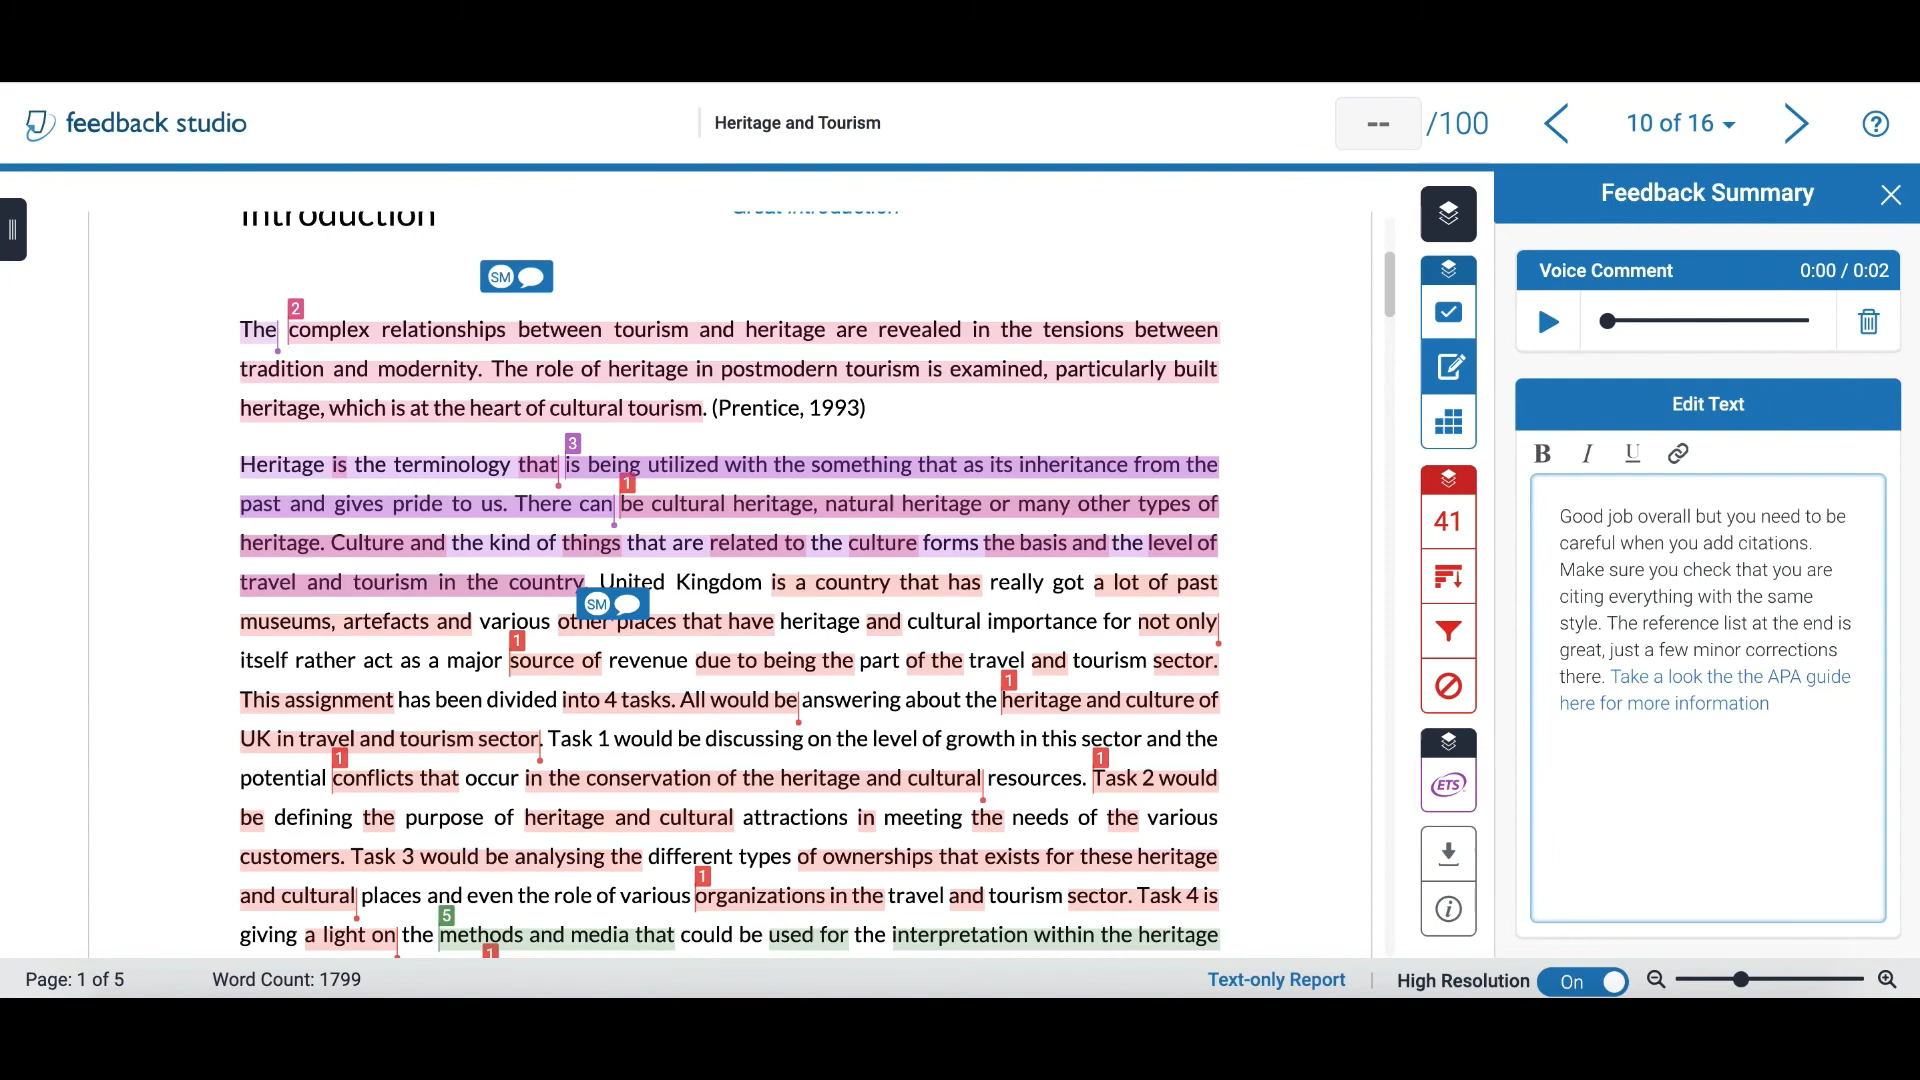 feedback studio
Heritage and Tourism
-- /100
10 of 16
Introduction
Great introduction
SM
2
The complex relationships between tourism and heritage are revealed in the tensions between
tradition and modernity. The role of heritage in postmodern tourism is examined, particularly built
heritage, which is at the heart of cultural tourism. (Prentice, 1993)
3
Heritage is the terminology that is being utilized with the something that as its inheritance from the
1
past and gives pride to us. There can be cultural heritage, natural heritage or many other types of
heritage. Culture and the kind of things that are related to the culture forms the basis and the level of
travel and tourism in the country. United Kingdom is a country that has really got a lot of past
SM
museums, artefacts and various other places that have heritage and cultural importance for not only
1
itself rather act as a major source of revenue due to being the part of the travel and tourism sector.
1
This assignment has been divided into 4 tasks. All would be answering about the heritage and culture of
UK in travel and tourism sector. Task 1 would be discussing on the level of growth in this sector and the
1
1
potential conflicts that occur in the conservation of the heritage and cultural resources. Task 2 would
be defining the purpose of heritage and cultural attractions in meeting the needs of the various
customers. Task 3 would be analysing the different types of ownerships that exists for these heritage
1
and cultural places and even the role of various organizations in the travel and tourism sector. Task 4 is
5
giving a light on the methods and media that could be used for the interpretation within the heritage
1
41
ETS
Feedback Summary
Voice Comment 0:00 / 0:02
Edit Text
B I U
Good job overall but you need to be
careful when you add citations.
Make sure you check that you are
citing everything with the same
style. The reference list at the end is
great, just a few minor corrections
there. Take a look the the APA guide
here for more information
Page: 1 of 5
Word Count: 1799
Text-only Report
High Resolution
On